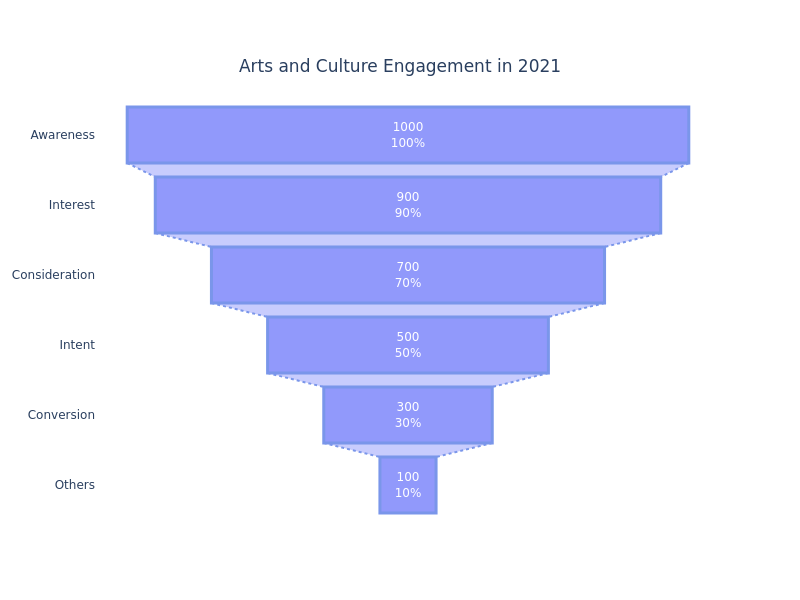 Arts and Culture Engagement in 2021
Awareness
1000
100%
Interest
900
90%
Consideration
700
70%
Intent
500
50%
Conversion
300
30%
Others
100
10%